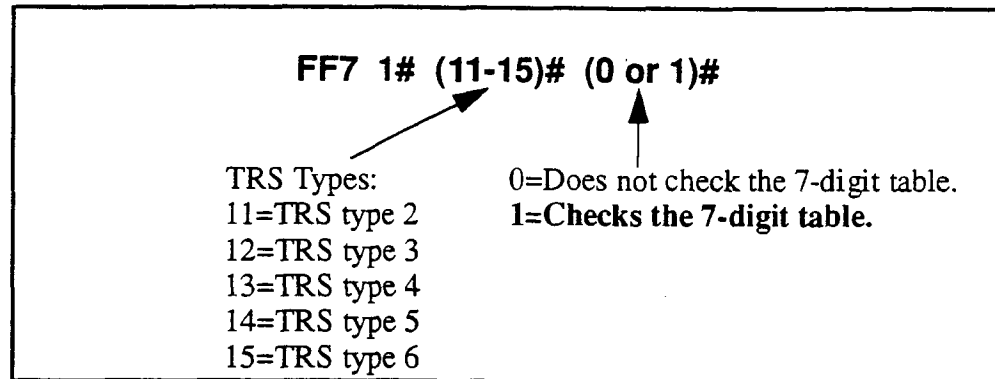 FF7 1# (11-15)# (0 or 1)#
TRS Types:
11=TRS type 2
12=TRS type 3
13=TRS type 4
14=TRS type 5
15=TRS type 6
0=Does not check the 7-digit table.
1=Checks the 7-digit table.